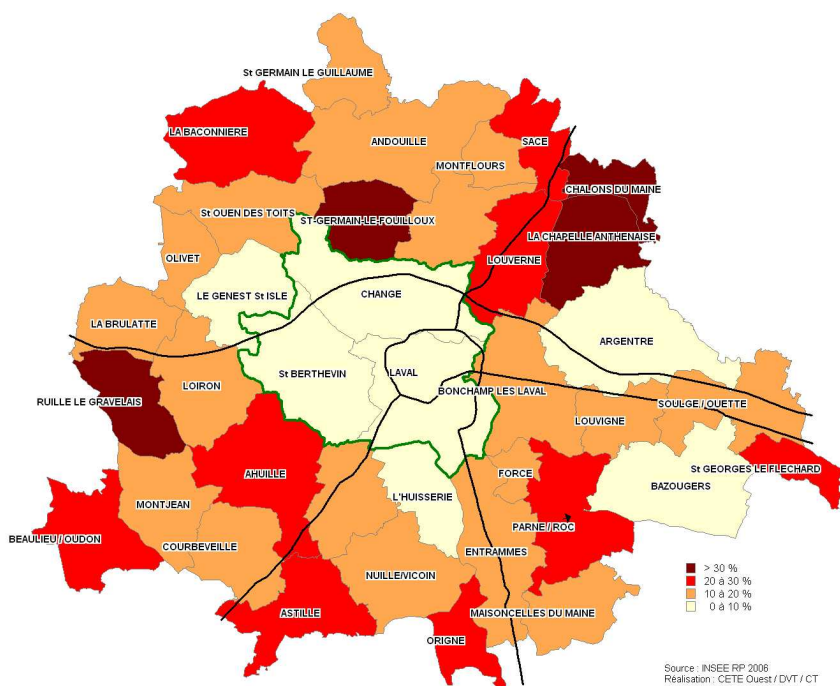 St GERMAIN LE GUILLAUME
LA BACONNIERE
ANDOUILLE
SACE
MONTFLOURS
CHALONS DU MAINE
St OUEN DES TOITS
ST-GERMAIN-LE-FOUILLOUX
LA CHAPELLE ANTHENAISE
OLIVET
LOUVERNE
LE GENEST St ISLE
CHANGE
LA BRULATTE
ARGENTRE
St BERTHEVIN
LAVAL
LOIRON
BONCHAMP LES LAVAL
RUILLE LE GRAVELAIS
SOULGE / OUETTE
LOUVIGNE
AHUILLE
FORCE
St GEORGES LE FLECHARD
L'HUISSERIE
BAZOUGERS
MONTJEAN
PARNE / ROC
BEAULIEU / OUDON
COURBEVEILLE
ENTRAMMES
NUILLE/VICOIN
ASTILLE
MAISONCELLES DU MAINE
ORIGNE
> 30 %
20 à 30 %
10 à 20 %
0 à 10 %
Source : INSEE RP 2006
Réalisation : CETE Ouest / DVT / CT